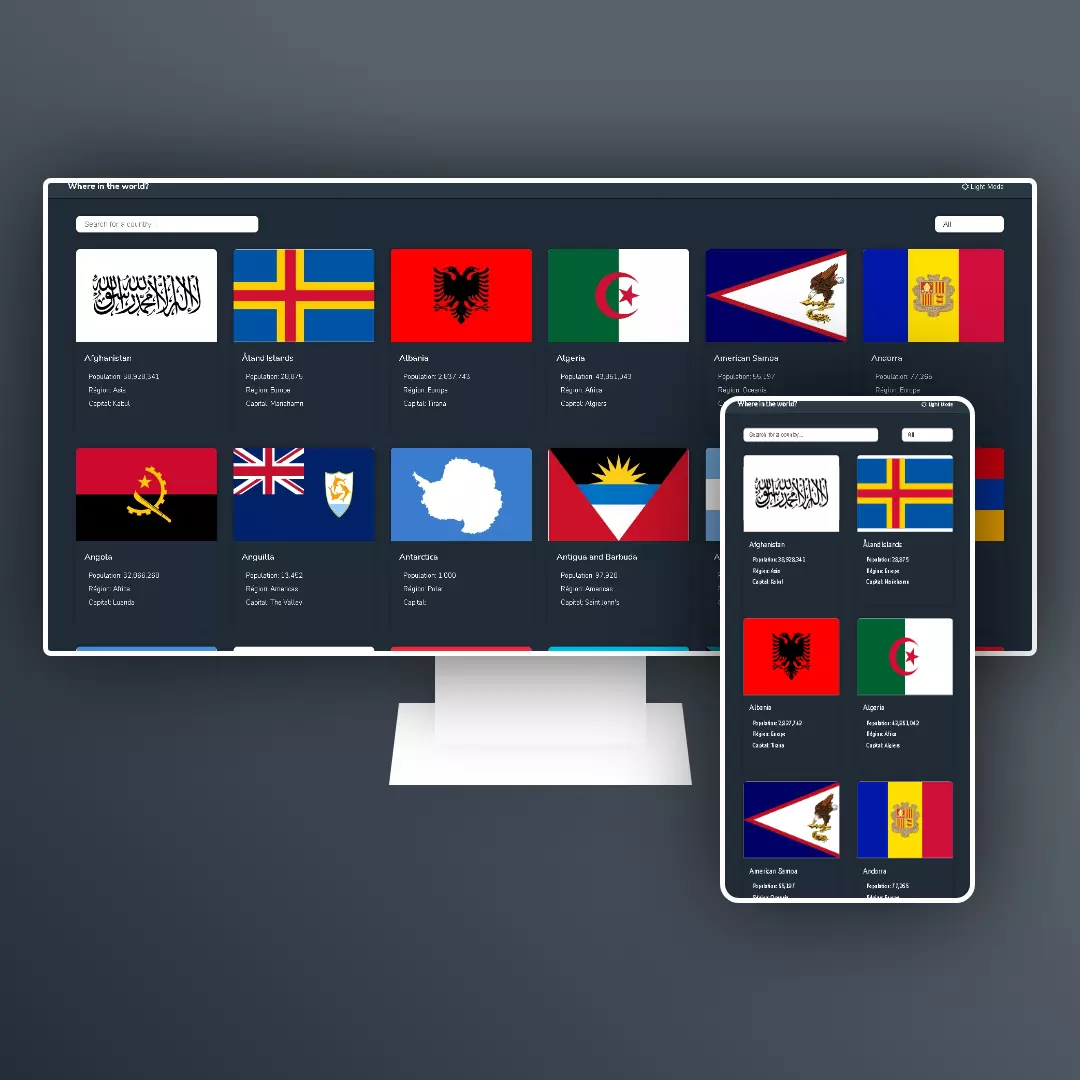 Where in the world?
Light Mode
Search for a country...
All
Afghanistan
Population: 38,928,341
Région: Asia
Capital: Kabul
Åland Islands
Population: 28,875
Région: Europe
Capital: Mariehamn
Albania
Population: 2,837,743
Région: Europe
Capital: Tirana
Algeria
Population: 43,851,043
Région: Africa
Capital: Algiers
American Samoa
Population: 55,197
Région: Oceania
Andorra
Population: 77,265
Région: Europe
Angola
Population: 32,866,268
Région: Africa
Capital: Luanda
Anguilla
Population: 13,452
Région: Americas
Capital: The Valley
Antarctica
Population: 1,000
Région: Polar
Capital:
Antigua and Barbuda
Population: 97,928
Région: Americas
Capital: Saint John's
Where in the world?
Light Mode
Search for a country...
All
Afghanistan
Population: 38,928,341
Région: Asia
Capital: Kabul
Åland Islands
Population: 28,875
Région: Europe
Capital: Mariehamn
Albania
Population: 2,837,743
Région: Europe
Capital: Tirana
Algeria
Population: 43,851,043
Région: Africa
Capital: Algiers
American Samoa
Population: 55,197
Andorra
Population: 77,265